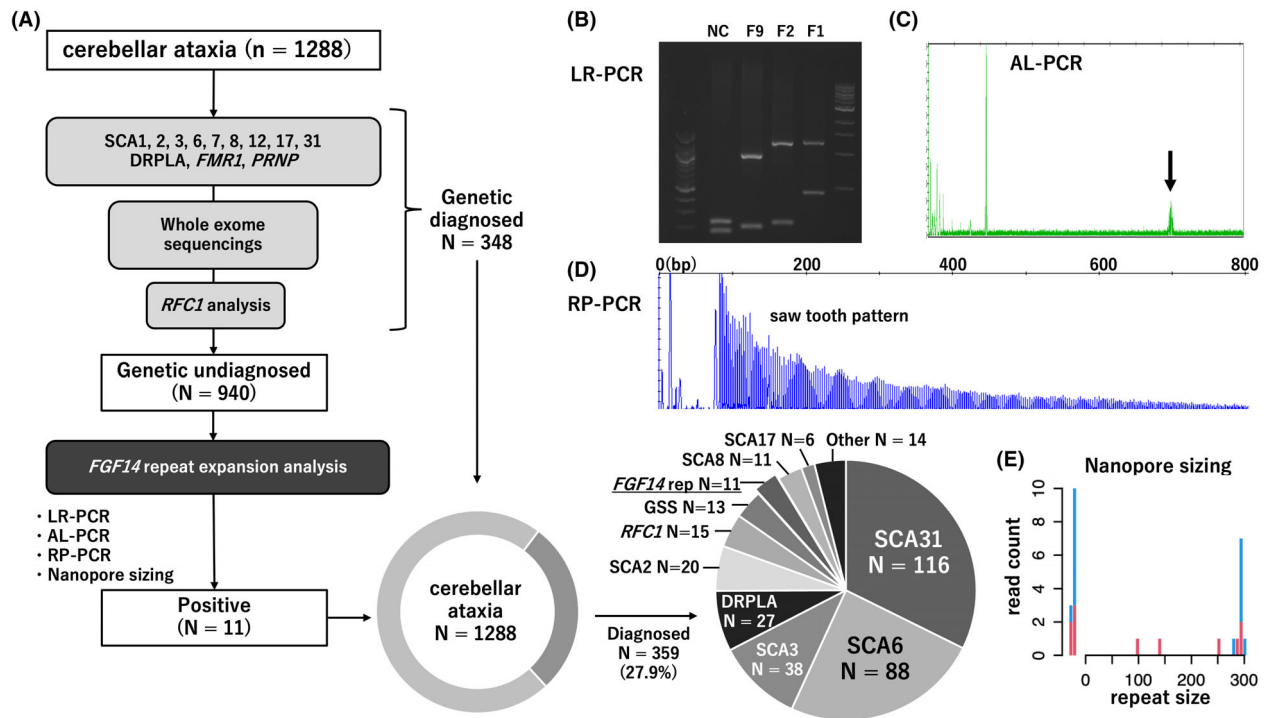 (A)
cerebellar ataxia (n = 1288)
SCA1, 2, 3, 6, 7, 8, 12, 17, 31
DRPLA, FMR1, PRNP
Whole exome
sequencings
RFC1 analysis
Genetic
diagnosed
N = 348
Genetic undiagnosed
(N = 940)
FGF14 repeat expansion analysis
・LR-PCR
・AL-PCR
・RP-PCR
・Nanopore sizing
Positive
(N = 11)
cerebellar
ataxia
N = 1288
Diagnosed
N = 359
(27.9%)
SCA31
N = 116
SCA6
N = 88
SCA3
N = 38
DRPLA
N = 27
SCA2 N=20
RFC1 N=15
GSS N=13
FGF14 rep N=11
SCA8 N=11
SCA17 N=6
Other N = 14
(B)
NC F9 F2 F1
LR-PCR
(C)
AL-PCR
(D)
0(bp) 200 400 600 800
RP-PCR
saw tooth pattern
(E)
Nanopore sizing
read count
10
8
6
4
2
0
0 100 200 300
repeat size